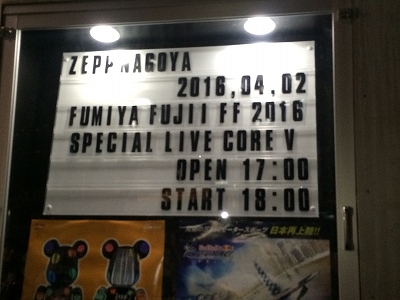 ZEPP NAGOYA
2016,04,02
FUMIYA FUJII FF 2016
SPECIAL LIVE CORE V
OPEN 17:00
START 18:00
日本再上陸!!